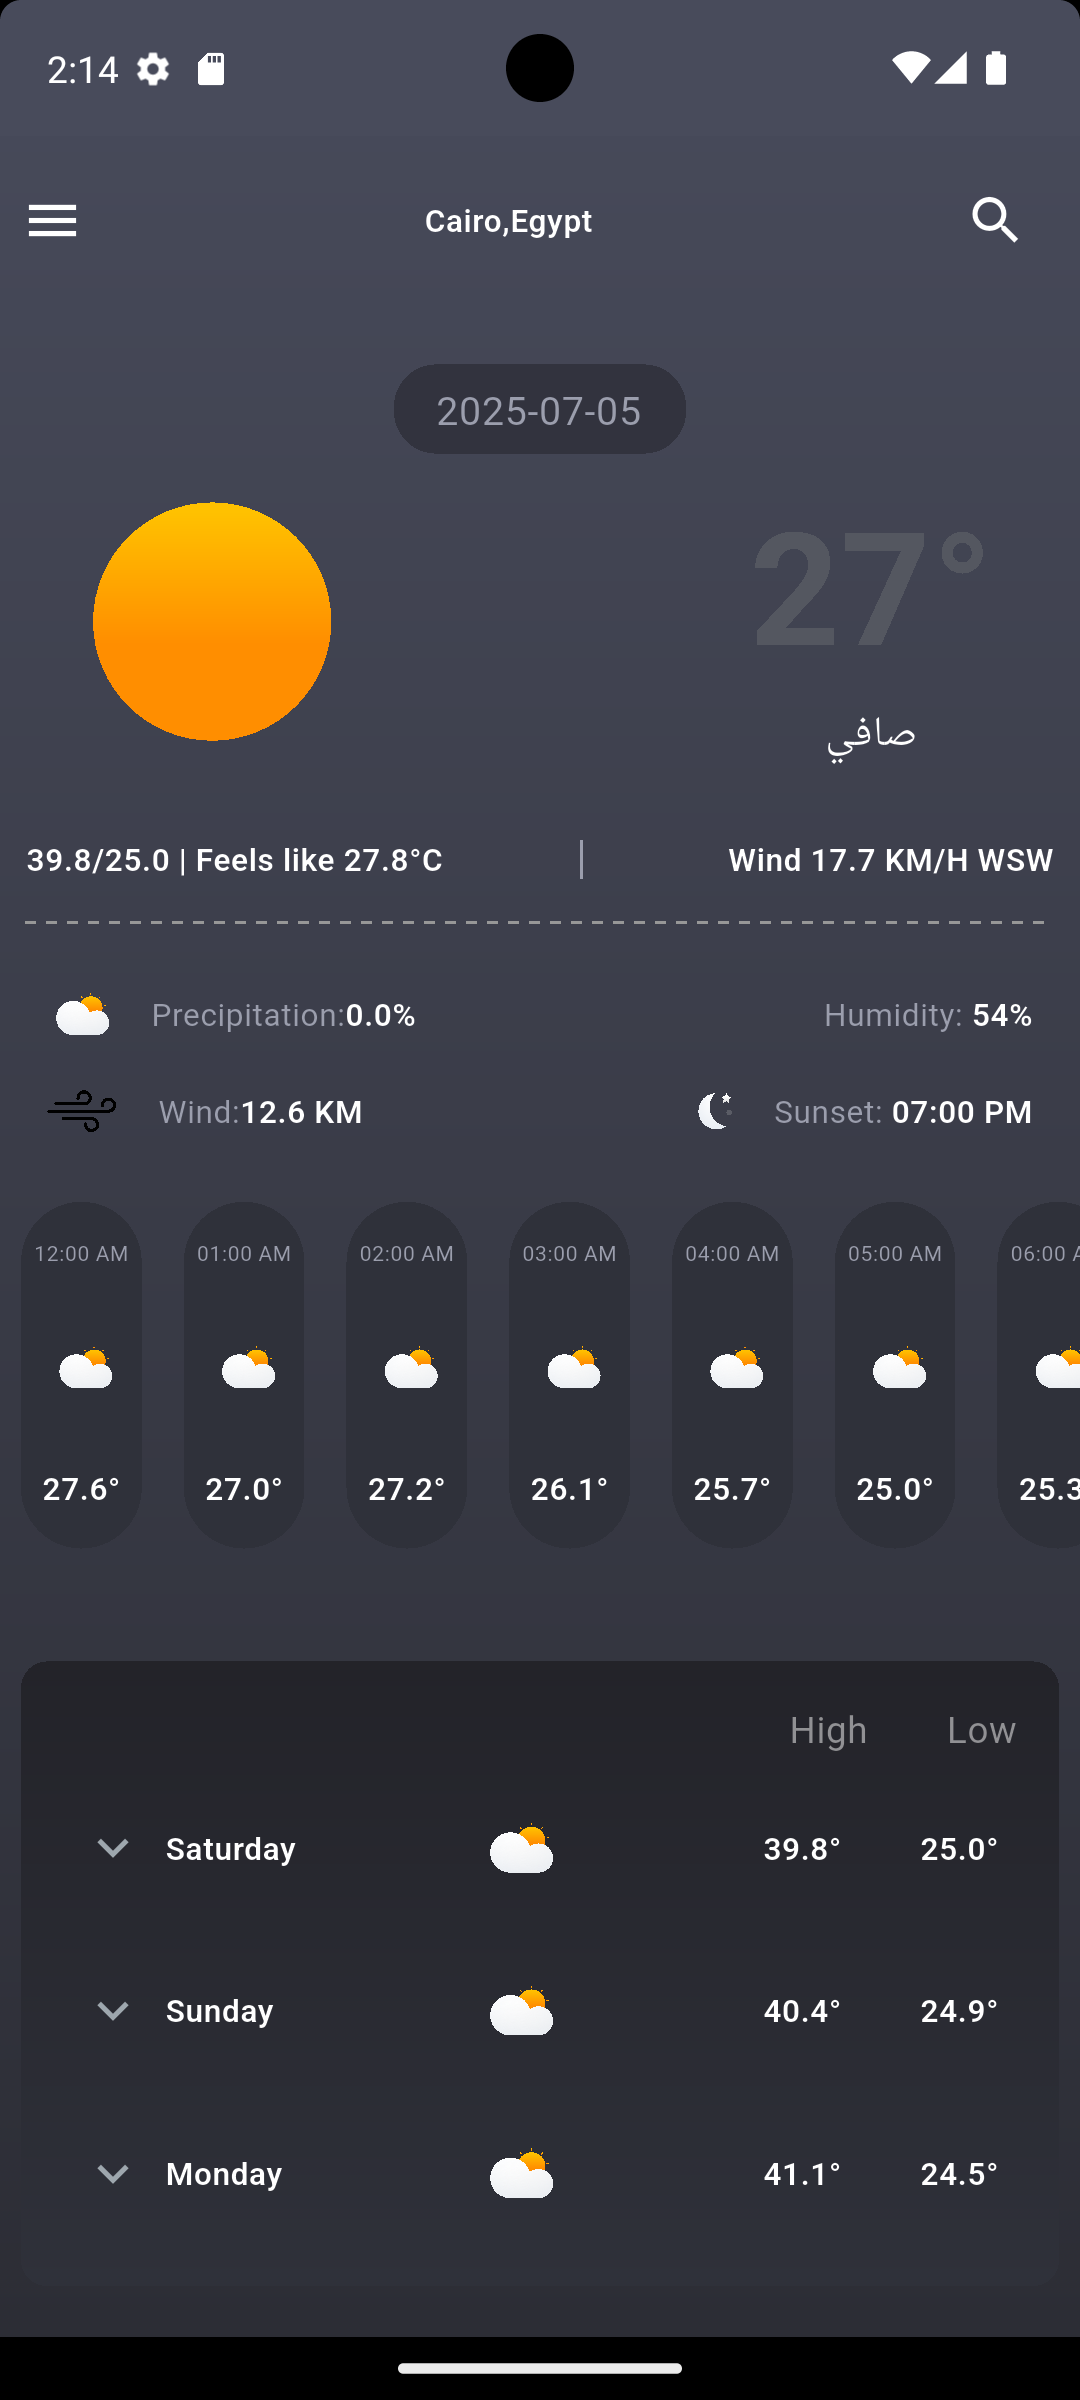 2:14
Cairo,Egypt
2025-07-05
27°
صافي
39.8/25.0 | Feels like 27.8°C
Wind 17.7 KM/H WSW
Precipitation:0.0%
Humidity: 54%
Wind:12.6 KM
Sunset: 07:00 PM
12:00 AM 01:00 AM 02:00 AM 03:00 AM 04:00 AM 05:00 AM 06:00 A
27.6° 27.0° 27.2° 26.1° 25.7° 25.0° 25.3
High Low
Saturday 39.8° 25.0°
Sunday 40.4° 24.9°
Monday 41.1° 24.5°